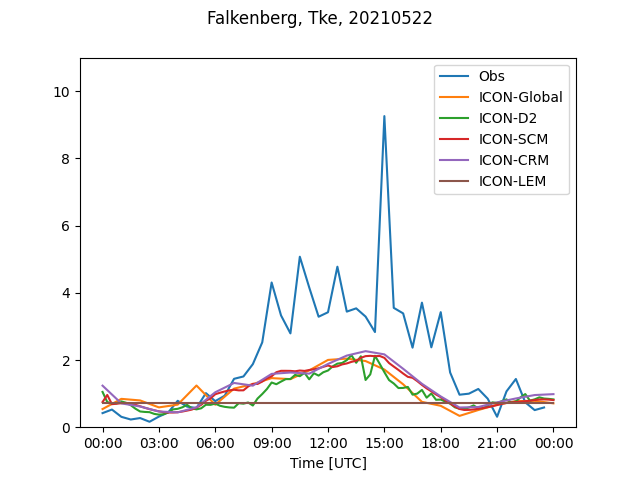 Falkenberg, Tke, 20210522
Obs
ICON-Global
ICON-D2
ICON-SCM
ICON-CRM
ICON-LEM
10
8
6
4
2
0
00:00 03:00 06:00 09:00 12:00 15:00 18:00 21:00 00:00
Time [UTC]